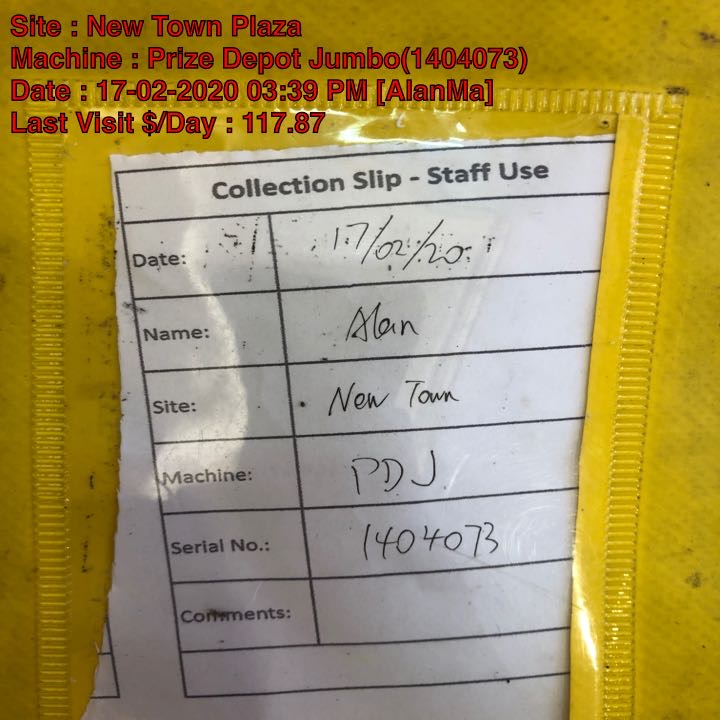 Site : New Town Plaza
Machine : Prize Depot Jumbo(1404073)
Date : 17-02-2020 03:39 PM [AlanMa]
Last Visit $/Day : 117.87
Collection Slip - Staff Use
Date: 17/02/20
Name: Alan
Site: New Town
Machine: PDJ
Serial No.: 1404073
Comments: